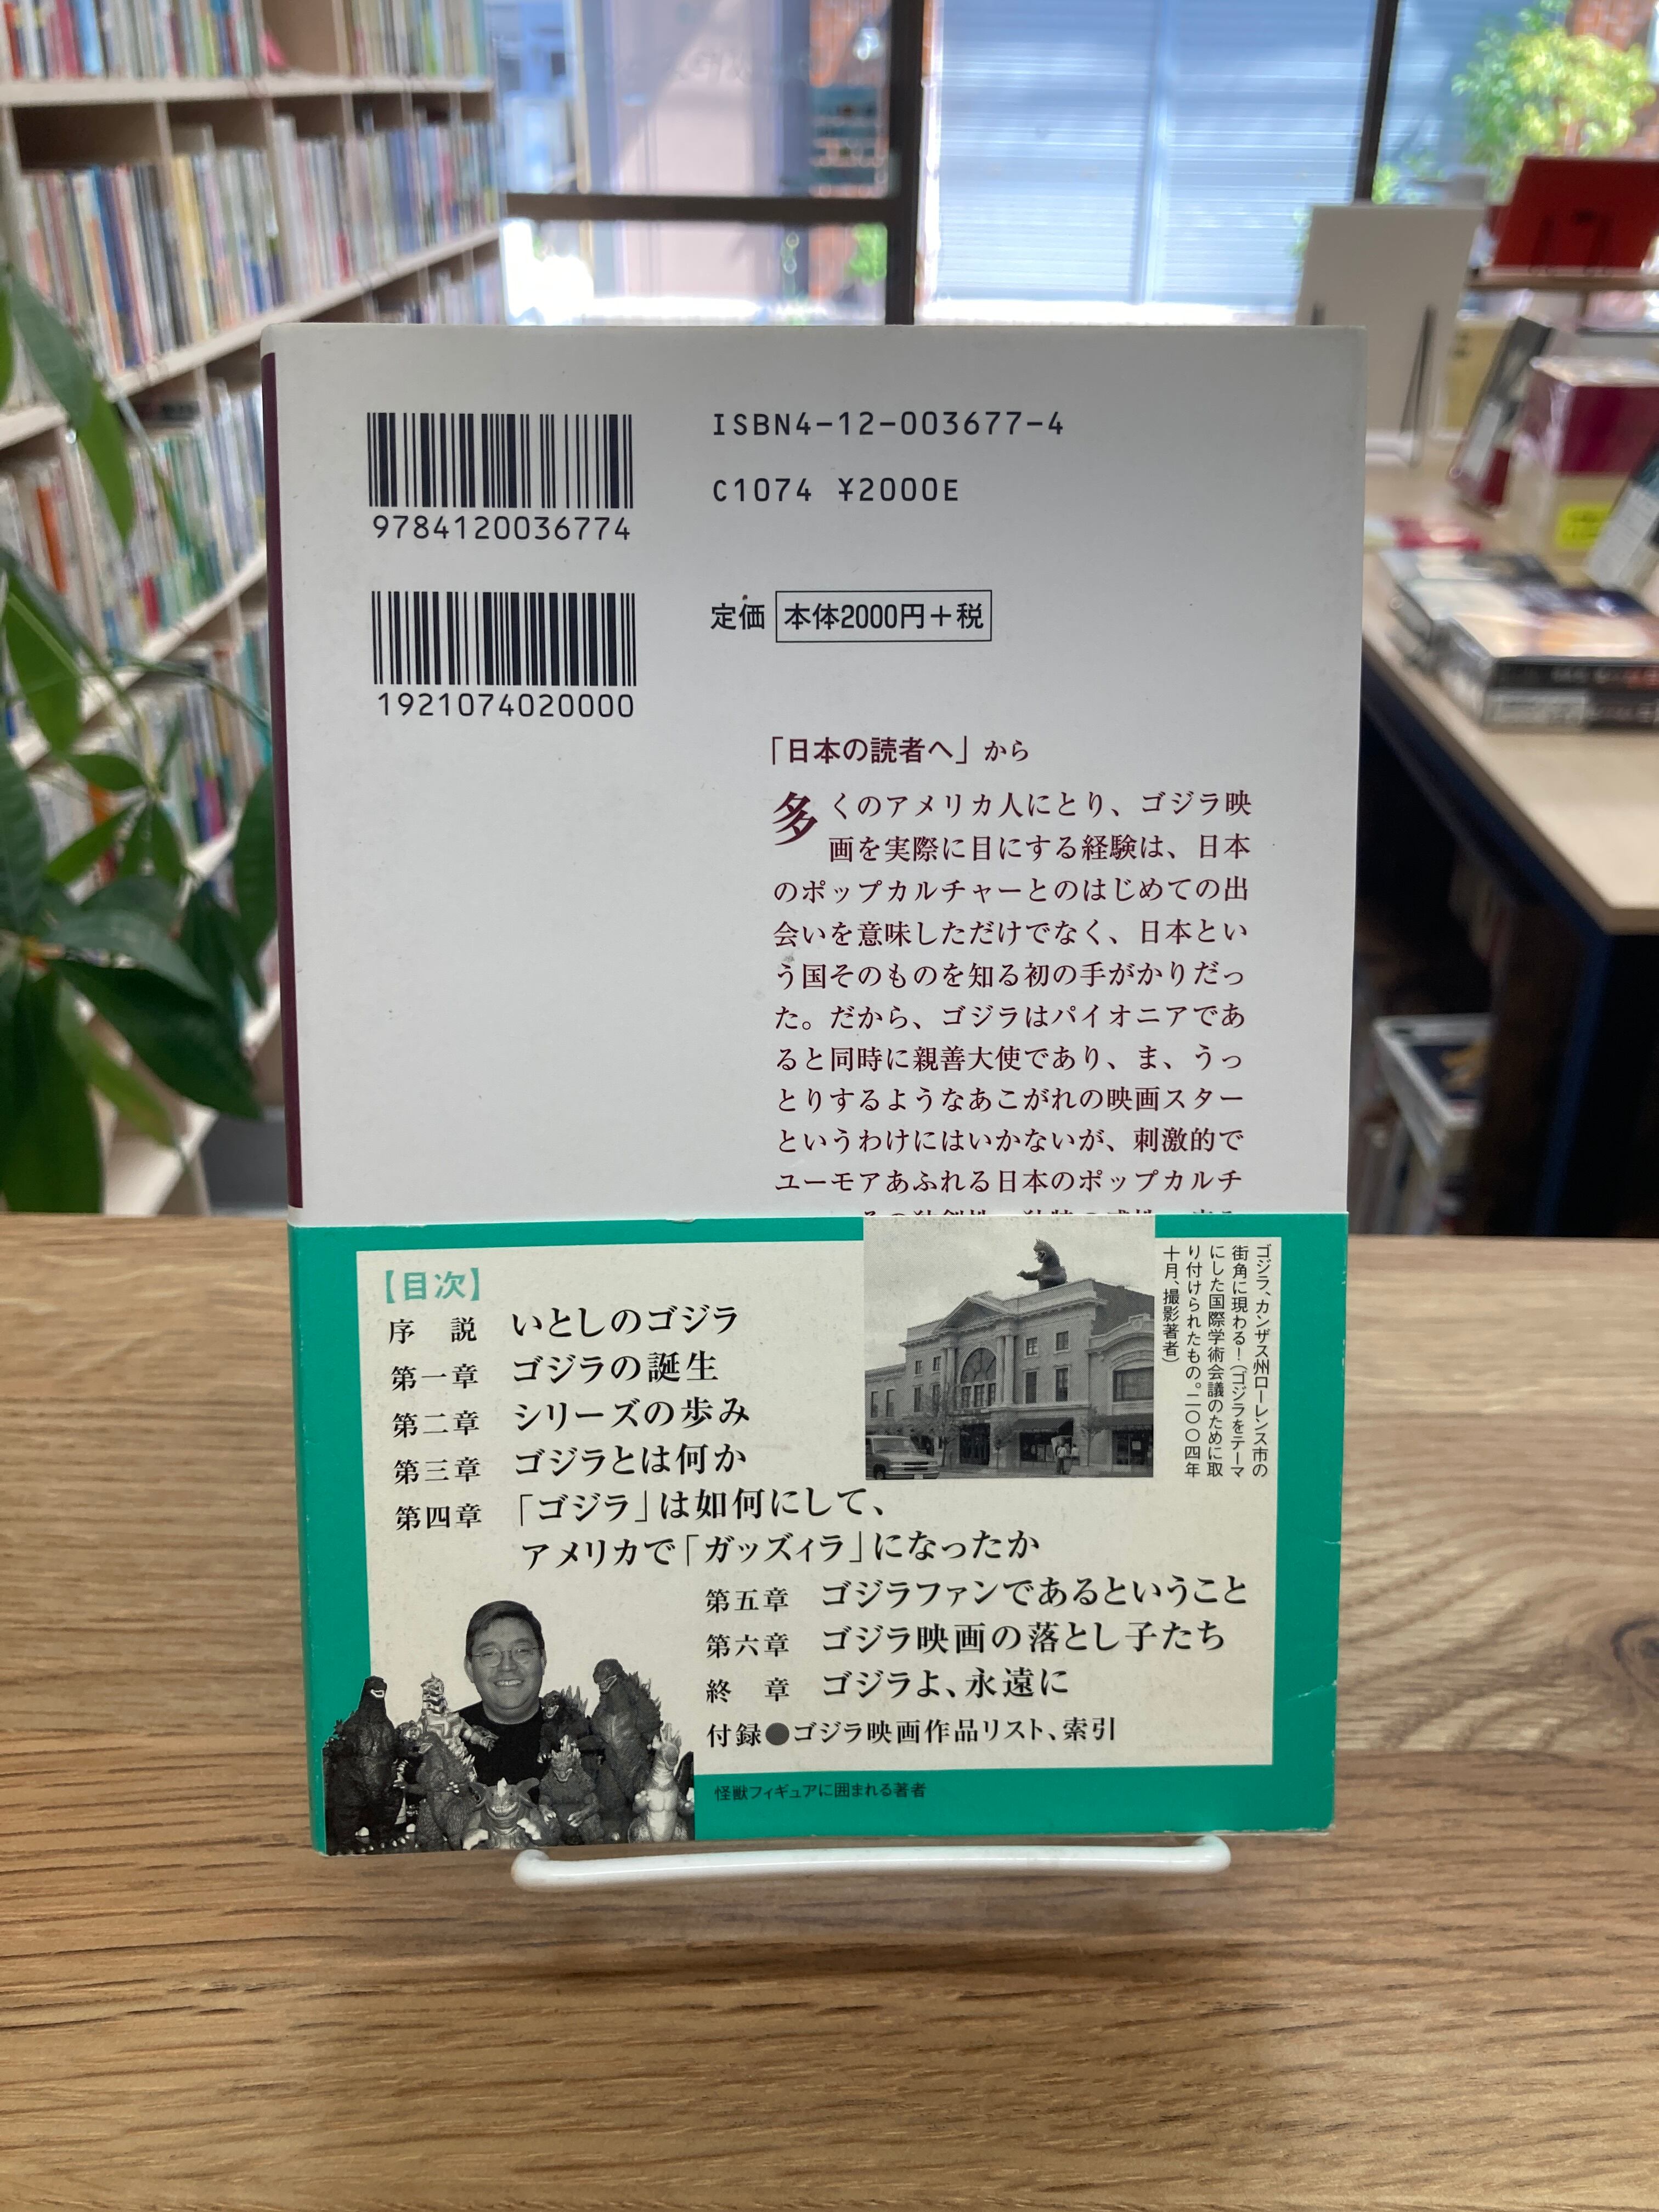 ISBN4-12-003677-4
C1074 ¥2000E
9784120036774
定価 本体2000円+税
1921074020000
「日本の読者へ」から
多くのアメリカ人にとり、ゴジラ映
画を実際に目にする経験は、日本
のポップカルチャーとのはじめての出
会いを意味しただけでなく、日本とい
う国そのものを知る初の手がかりだっ
た。だから、ゴジラはパイオニアであ
ると同時に親善大使であり、ま、うっ
とりするようなあこがれの映画スター
というわけにはいかないが、刺激的で
ユーモアあふれる日本のポップカルチ
【目次】
序 説 いとしのゴジラ
第一章 ゴジラの誕生
第二章 シリーズの歩み
第三章 ゴジラとは何か
第四章 「ゴジラ」は如何にして、
アメリカで「ガッズィラ」になったか
第五章 ゴジラファンであるということ
第六章 ゴジラ映画の落とし子たち
終 章 ゴジラよ、永遠に
付録●ゴジラ映画作品リスト、索引
ゴジラ、カンザス州ローレンス市の
街角に現わる!(ゴジラをテーマ
にした国際学術会議のために取
り付けられたもの。二〇〇四年
十月、撮影著者)
怪獣フィギュアに囲まれる著者